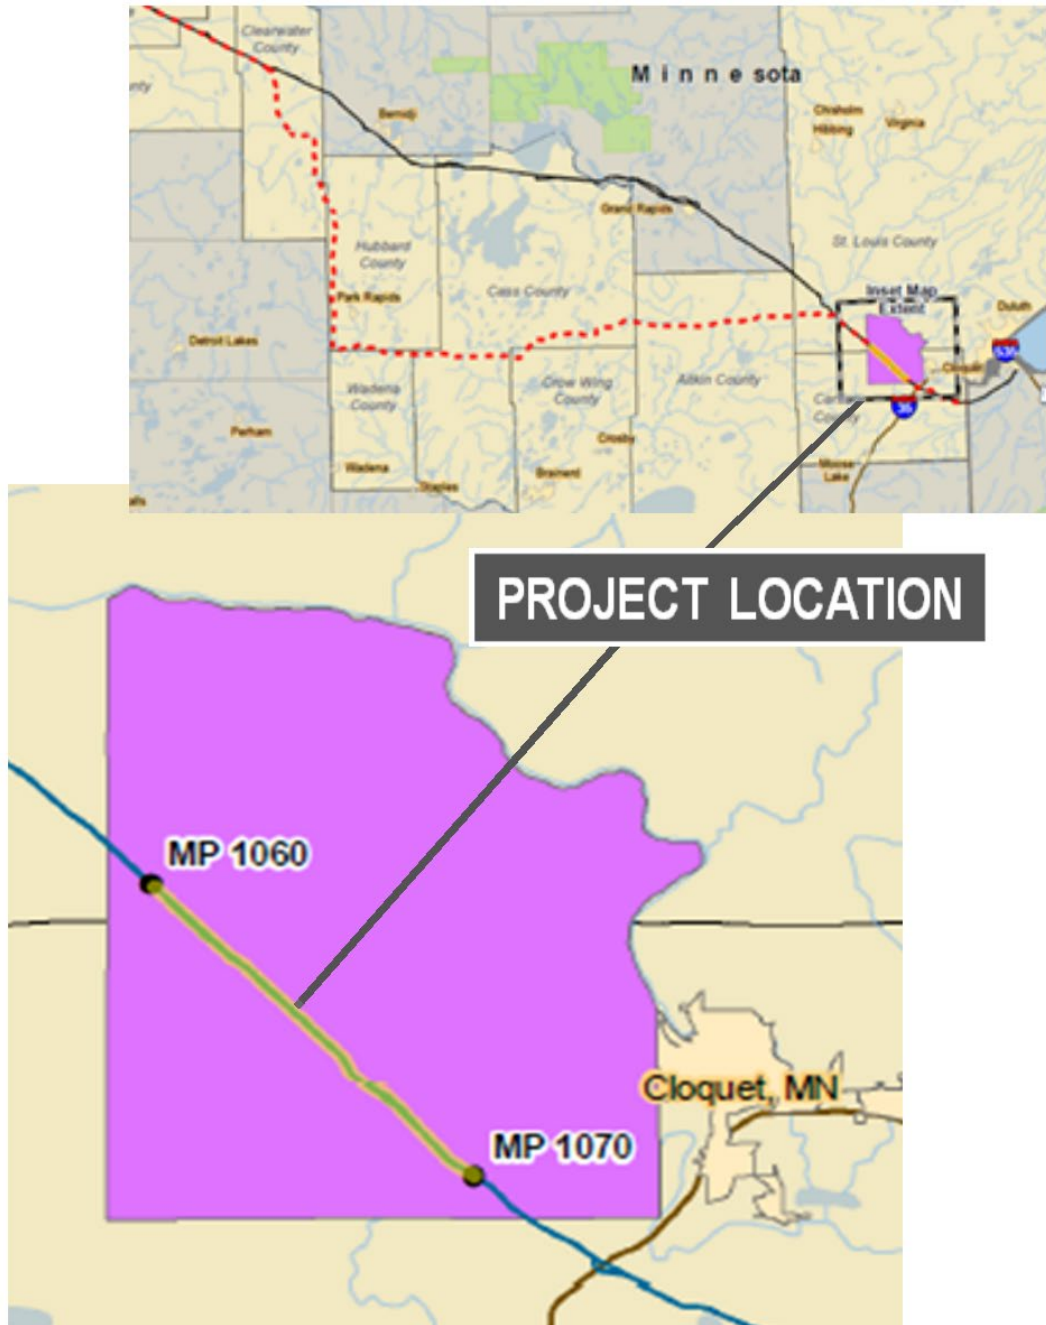 Clearwater
County
Minnesota
Bemidji
Chisholm
Hibbing
Virginia
Grand Rapids
Hubbard
County
St. Louis County
Cass County
Park Rapids
Inset Map
Extent
Duluth
Detroit Lakes
535
Cloquet
Wadena
County
Crow Wing
County
Aitkin County
35
County
Perham
Crosby
Moose
Lake
Wadena
Staples
Brainerd
PROJECT LOCATION
MP 1060
Cloquet, MN
MP 1070